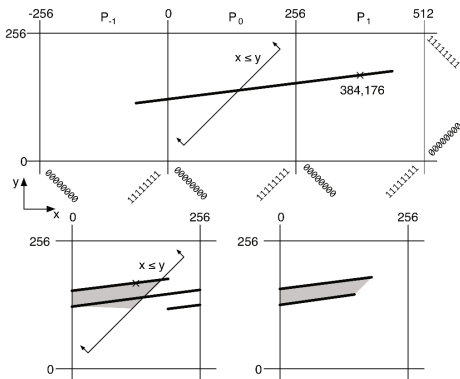 -256 P-1 0 P0 256 P1 512
256
x ≤ y
11111111
384,176
00000000
0
00000000 11111111 00000000 11111111 00000000 11111111
y
x
0 256 0 256
256 256
x ≤ y
0 0